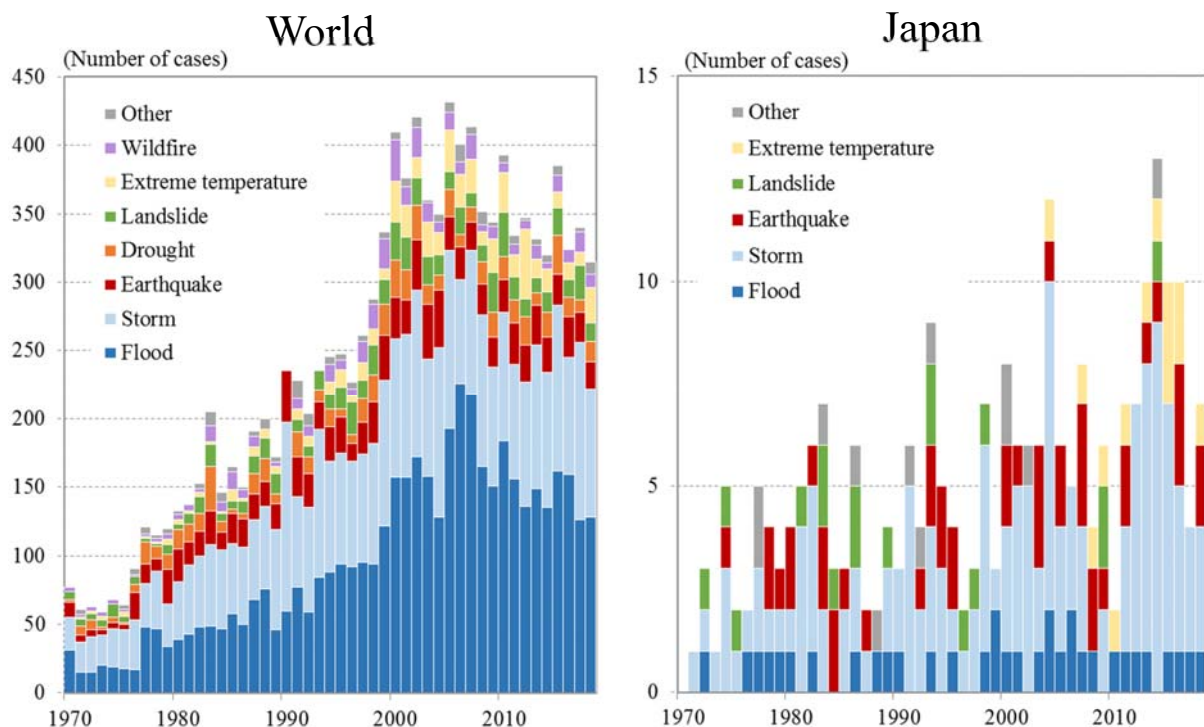 World
(Number of cases)
450
400
350
300
250
200
150
100
50
0
Other
Wildfire
Extreme temperature
Landslide
Drought
Earthquake
Storm
Flood
1970 1980 1990 2000 2010
Japan
(Number of cases)
15
10
5
0
Other
Extreme temperature
Landslide
Earthquake
Storm
Flood
1970 1980 1990 2000 2010